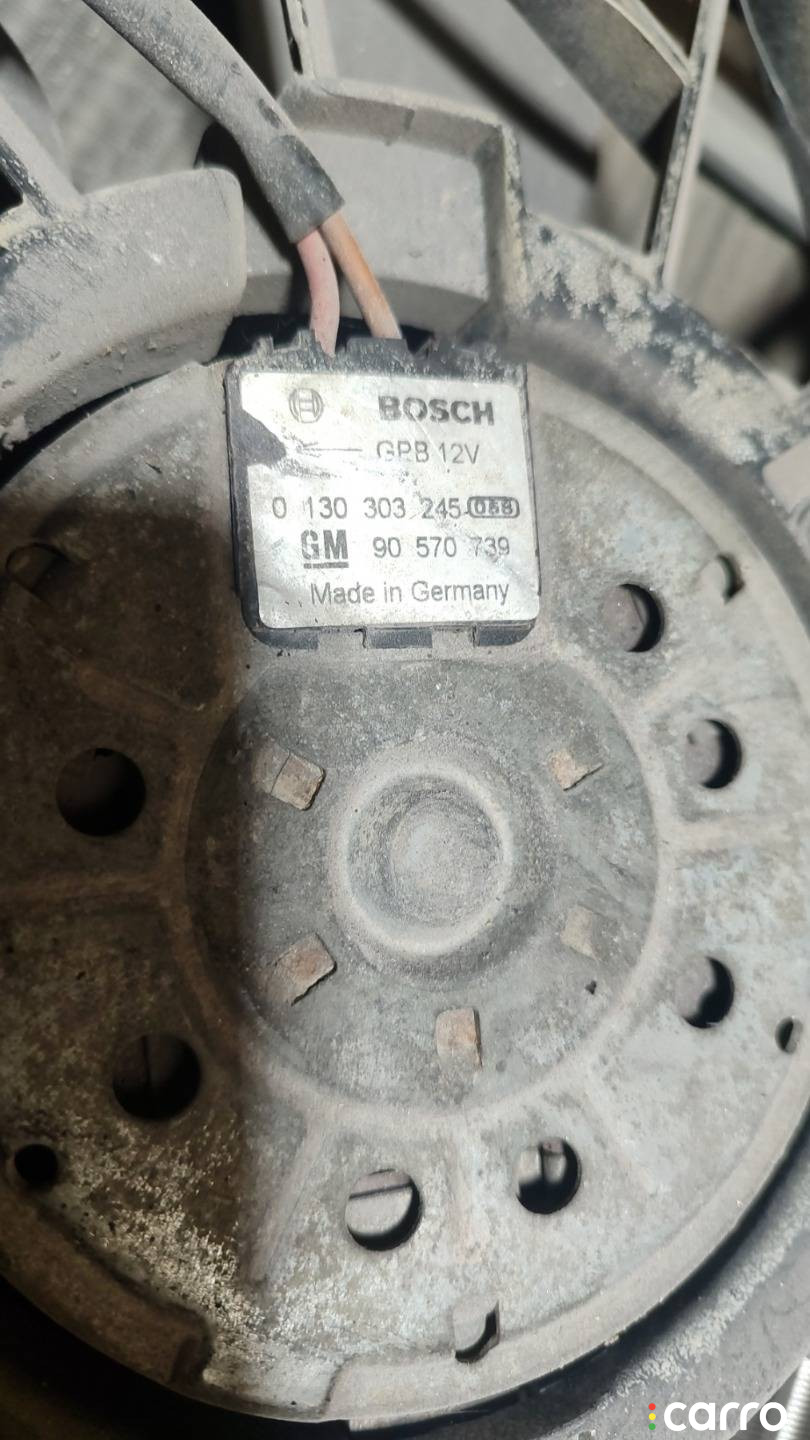 BOSCH
GPB 12V
0 130 303 245
GM 90 570 739
Made in Germany
carro